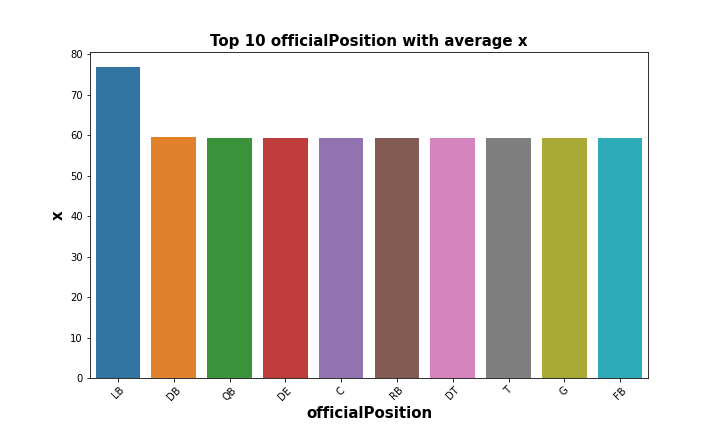 Top 10 officialPosition with average x
80
70
60
50
40
30
20
10
0
x
LB DB QB DE C RB DT T G FB
officialPosition